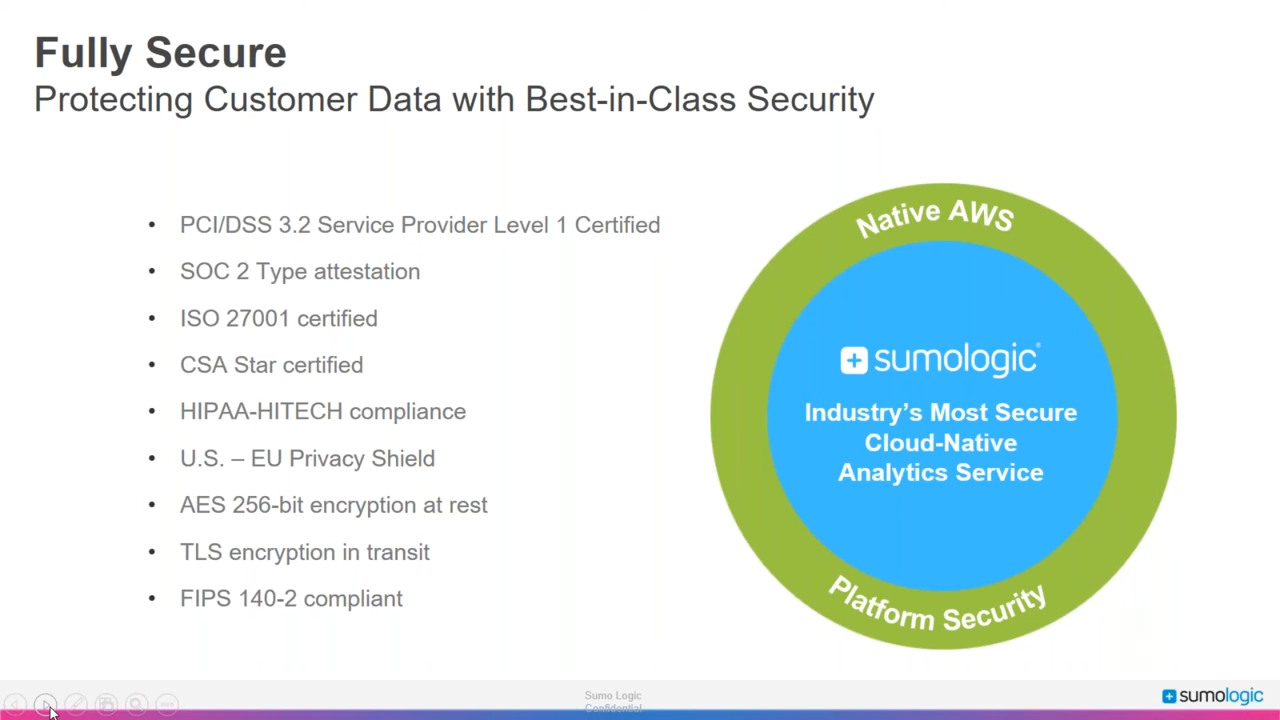 Fully Secure
Protecting Customer Data with Best-in-Class Security
• PCI/DSS 3.2 Service Provider Level 1 Certified
• SOC 2 Type attestation
• ISO 27001 certified
• CSA Star certified
• HIPAA-HITECH compliance
• U.S. – EU Privacy Shield
• AES 256-bit encryption at rest
• TLS encryption in transit
• FIPS 140-2 compliant
Native AWS
sumologic®
Industry’s Most Secure
Cloud-Native
Analytics Service
Platform Security
Sumo Logic
Confidential
sumologic